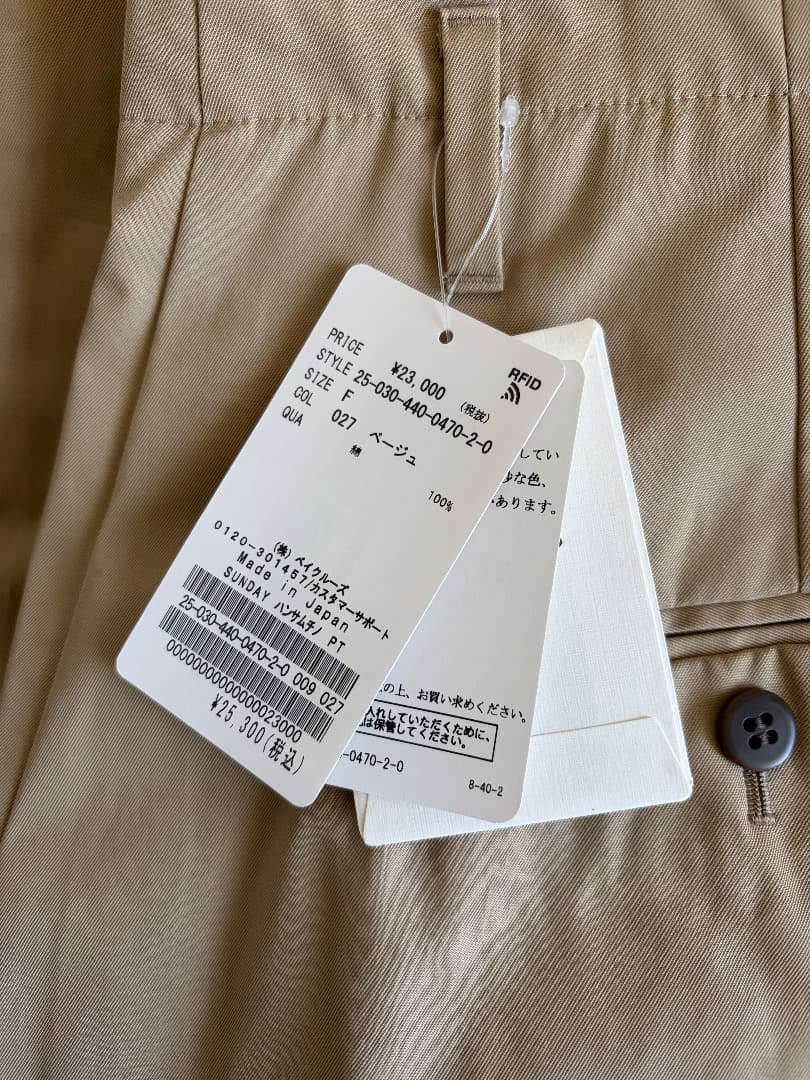 PRICE ¥23,000 (税抜)
STYLE 25-030-440-0470-2-0
SIZE F
COL 027 ベージュ
QUA 綿 100%
RFID
(株)ベイクルーズ
0120-301457/カスタマーサポート
Made in Japan
SUNDAY ハンサムチノ PT
25-030-440-0470-2-0 009 027
0000000000000023000
¥25,300(税込)
してい
な色、
あります。
の上、お買い求めください。
入れしていただくために、
は保管してください。
-0470-2-0
8-40-2